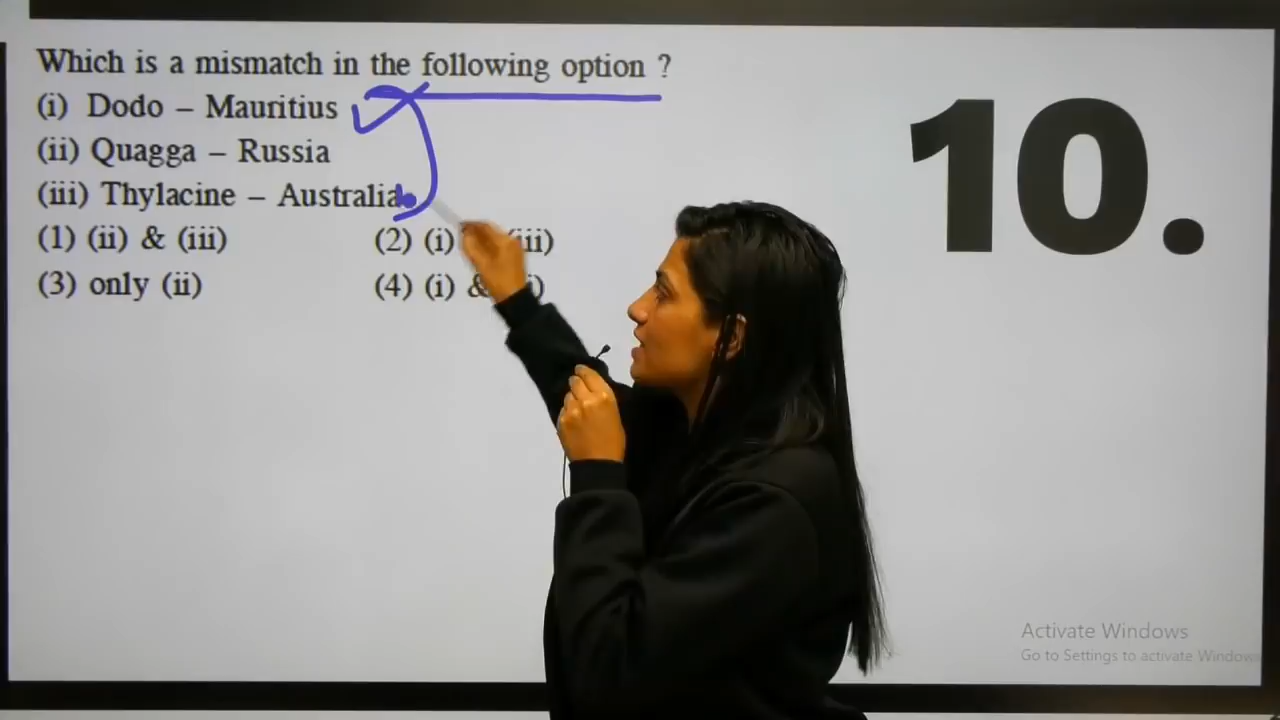 Which is a mismatch in the following option ?
(i) Dodo – Mauritius
(ii) Quagga – Russia
(iii) Thylacine – Australia
(1) (ii) & (iii) (2) (i) iii)
(3) only (ii) (4) (i) &
10.
Activate Windows
Go to Settings to activate Windows